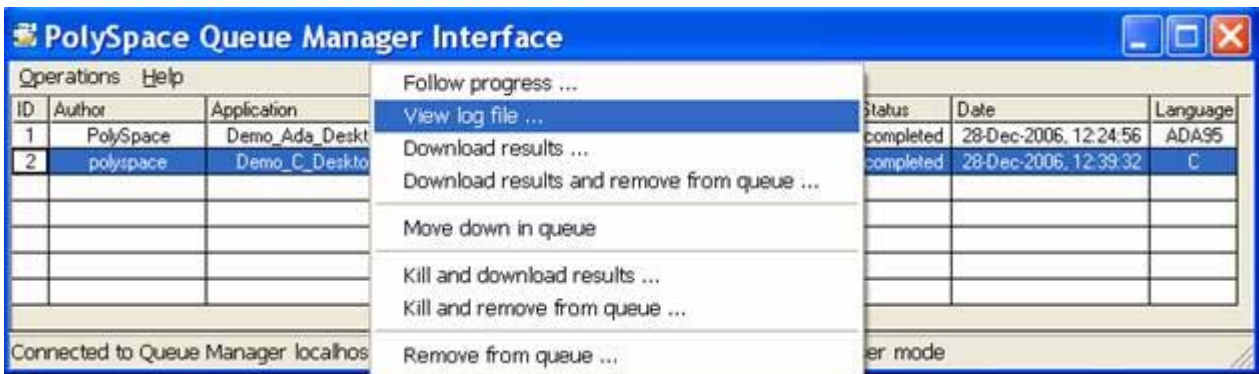 PolySpace Queue Manager Interface
Operations Help
ID Author Application Status Date Language
1 PolySpace Demo_Ada_Deskt completed 28-Dec-2006, 12:24:56 ADA95
2 polyspace Demo_C_Deskto completed 28-Dec-2006, 12:39:32 C
Follow progress ...
View log file ...
Download results ...
Download results and remove from queue ...
Move down in queue
Kill and download results ...
Kill and remove from queue ...
Remove from queue ...
Connected to Queue Manager localhos er mode